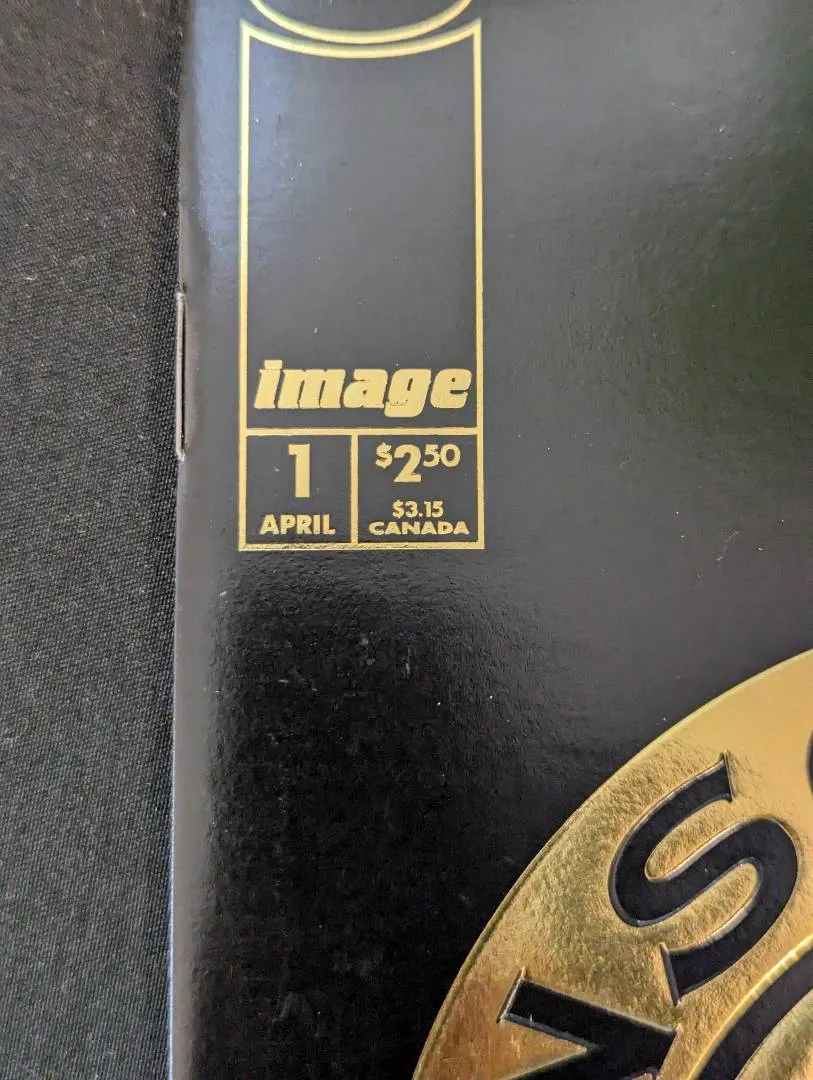 image
1
APRIL
$2.50
$3.15
CANADA